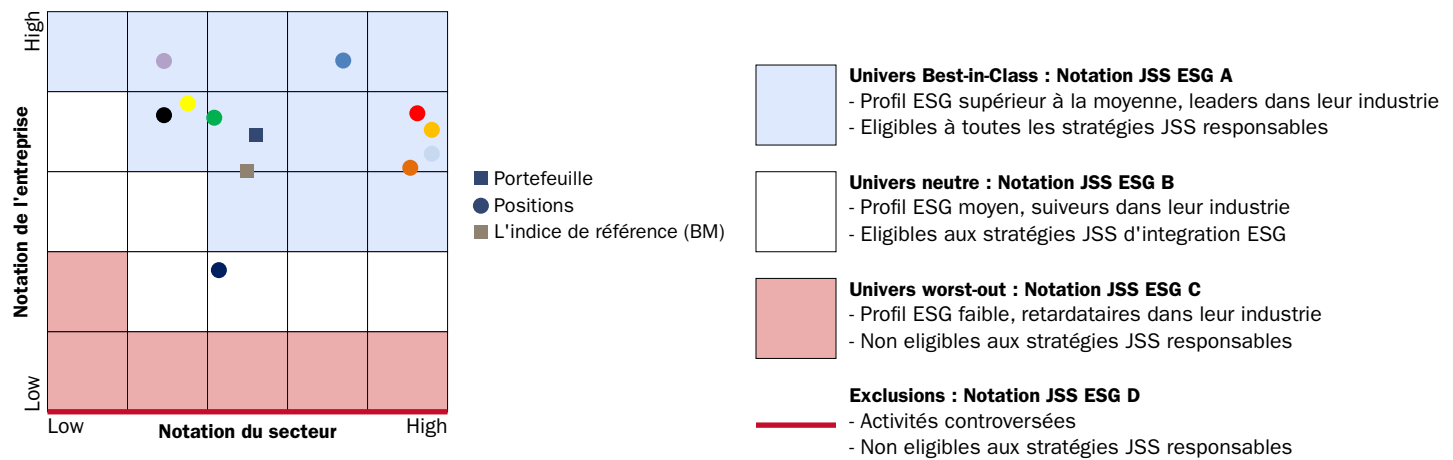 High
Notation de l'entreprise
Low
Low
Notation du secteur
High
Portefeuille
Positions
L'indice de référence (BM)
Univers Best-in-Class : Notation JSS ESG A
- Profil ESG supérieur à la moyenne, leaders dans leur industrie
- Eligibles à toutes les stratégies JSS responsables
Univers neutre : Notation JSS ESG B
- Profil ESG moyen, suiveurs dans leur industrie
- Eligibles aux stratégies JSS d'integration ESG
Univers worst-out : Notation JSS ESG C
- Profil ESG faible, retardataires dans leur industrie
- Non eligibles aux stratégies JSS responsables
Exclusions : Notation JSS ESG D
- Activités controversées
- Non eligibles aux stratégies JSS responsables